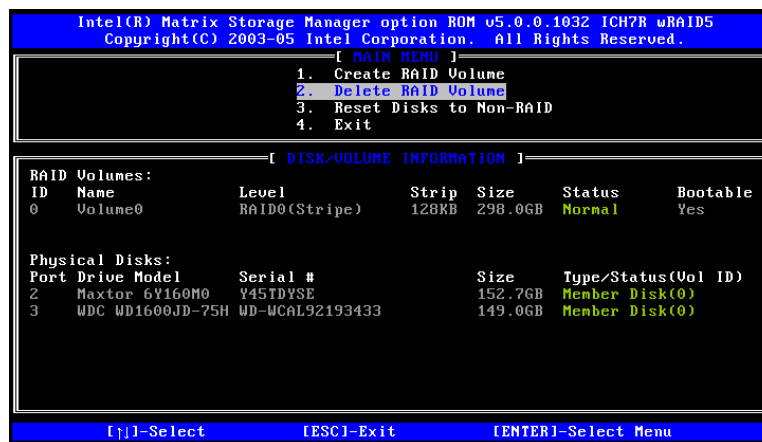 Intel(R) Matrix Storage Manager option ROM v5.0.0.1032 ICH7R wRAID5
Copyright(C) 2003-05 Intel Corporation.  All Rights Reserved.
[ MAIN MENU ]
1.  Create RAID Volume
2.  Delete RAID Volume
3.  Reset Disks to Non-RAID
4.  Exit
[ DISK/VOLUME INFORMATION ]
RAID Volumes:
ID Name Level Strip Size Status Bootable
0 Volume0 RAID0(Stripe) 128KB 298.0GB Normal Yes
Physical Disks:
Port Drive Model Serial # Size Type/Status(Vol ID)
2 Maxtor 6Y160M0 Y45TDYSE 152.7GB Member Disk(0)
3 WDC WD1600JD-75H WD-WCAL92193433 149.0GB Member Disk(0)
[↑↓]-Select [ESC]-Exit [ENTER]-Select Menu